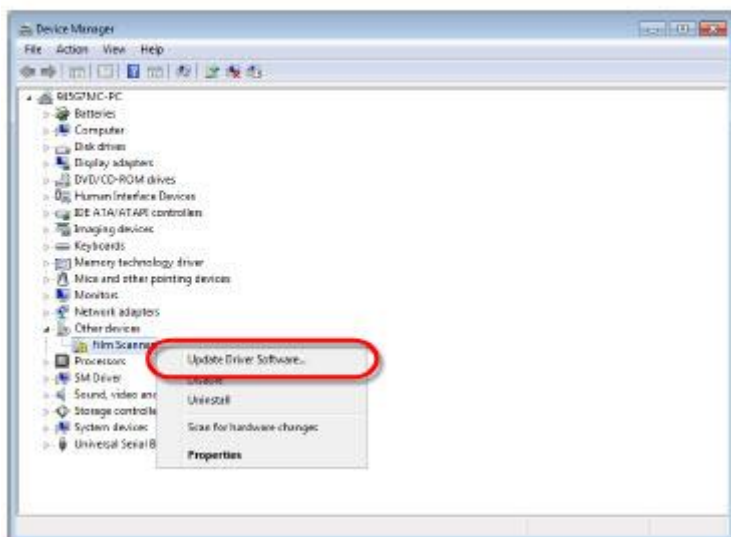 Device Manager
File Action View Help
Batteries
Computer
Disk drives
Display adapters
DVD/CD-ROM drives
Human Interface Devices
IDE ATA/ATAPI controllers
Imaging devices
Keyboards
Memory technology driver
Mice and other pointing devices
Monitors
Network adapters
Other devices
Film Scanner
Update Driver Software...
Processors
Disable
SM Driver
Sound, video and
Uninstall
Storage controlle
System devices
Scan for hardware changes
Universal Serial B
Properties